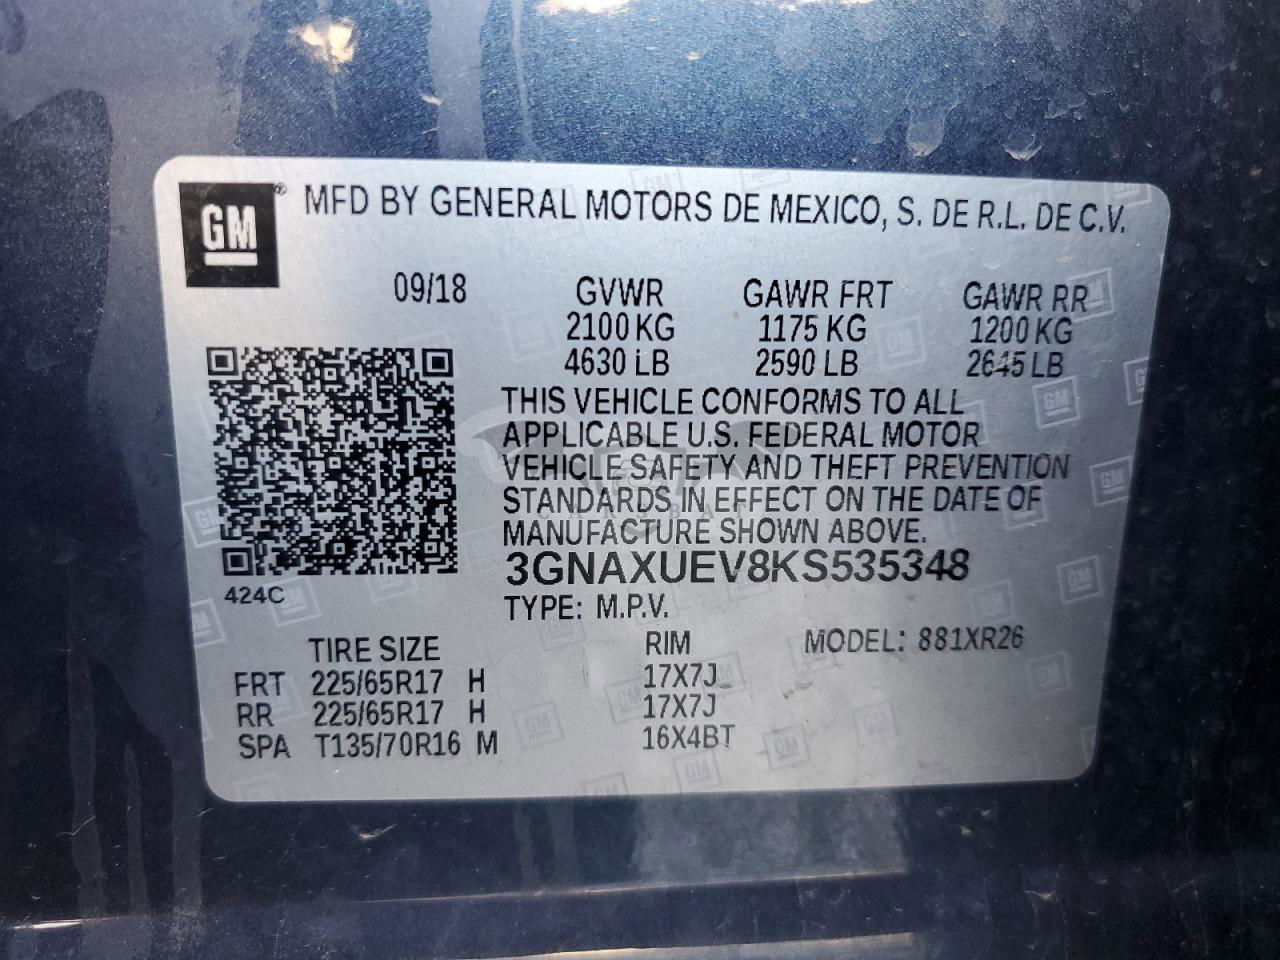 GM® MFD BY GENERAL MOTORS DE MEXICO, S. DE R.L. DE C.V.
09/18 GVWR GAWR FRT GAWR RR
2100 KG 1175 KG 1200 KG
4630 LB 2590 LB 2645 LB
THIS VEHICLE CONFORMS TO ALL
APPLICABLE U.S. FEDERAL MOTOR
VEHICLE SAFETY AND THEFT PREVENTION
STANDARDS IN EFFECT ON THE DATE OF
MANUFACTURE SHOWN ABOVE.
3GNAXUEV8KS535348
424C
TYPE: M.P.V.
TIRE SIZE RIM MODEL: 881XR26
FRT 225/65R17 H 17X7J
RR 225/65R17 H 17X7J
SPA T135/70R16 M 16X4BT